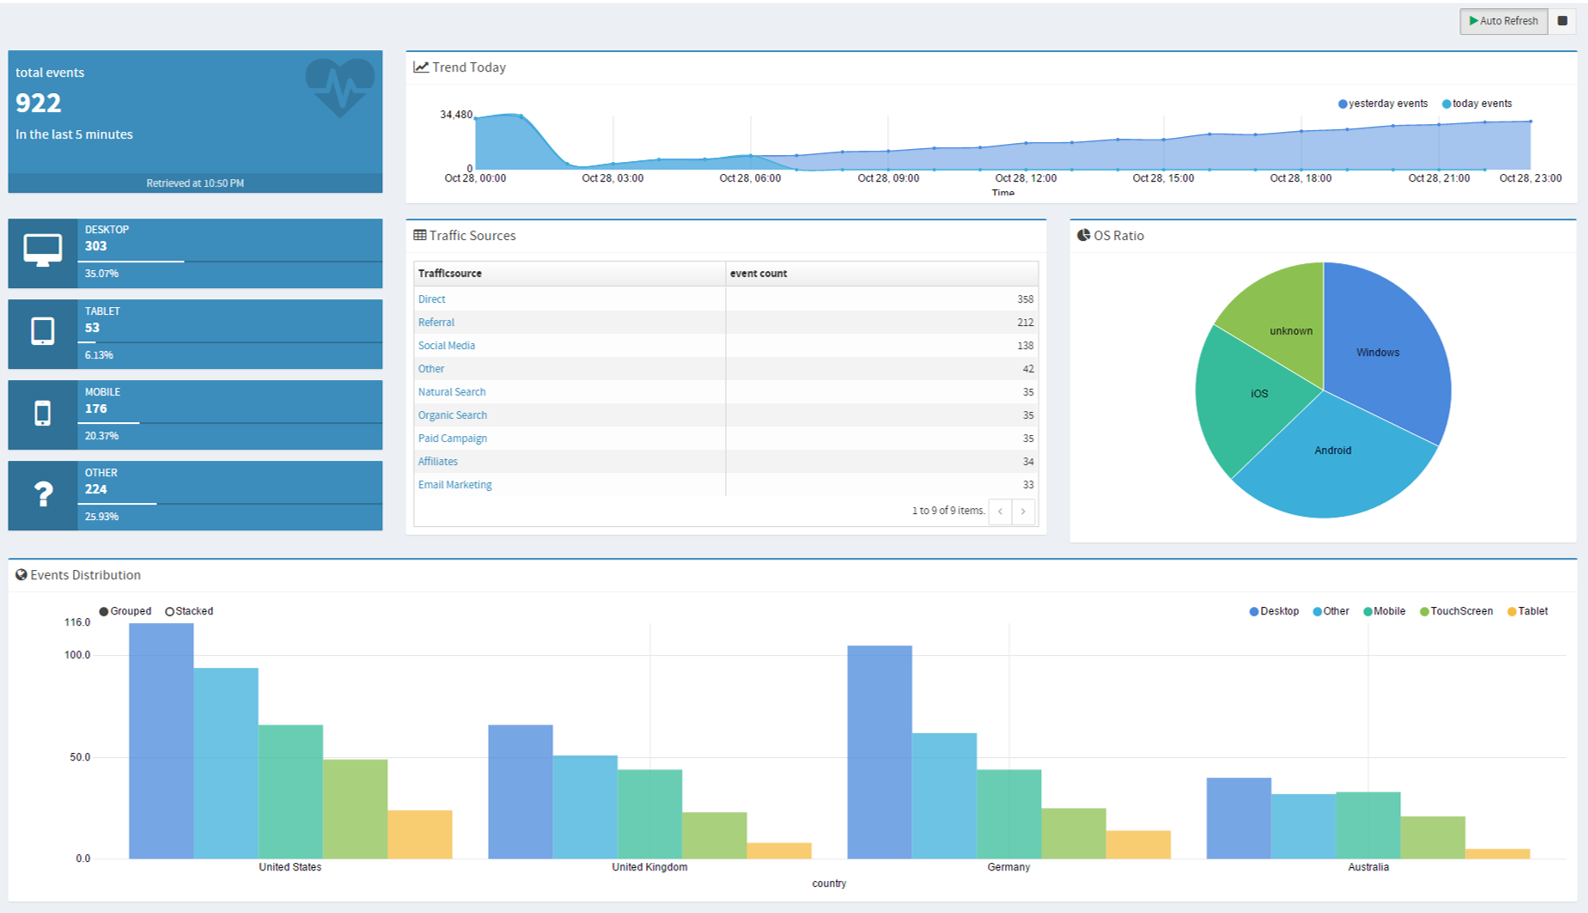 Auto Refresh
total events
922
In the last 5 minutes
Retrieved at 10:50 PM
Trend Today
yesterday events today events
34,480
0
Oct 28, 00:00 Oct 28, 03:00 Oct 28, 06:00 Oct 28, 09:00 Oct 28, 12:00 Oct 28, 15:00 Oct 28, 18:00 Oct 28, 21:00 Oct 28, 23:00
Time
DESKTOP
303
35.07%
TABLET
53
6.13%
MOBILE
176
20.37%
?
OTHER
224
25.93%
Traffic Sources
Trafficsource event count
Direct 358
Referral 212
Social Media 138
Other 42
Natural Search 35
Organic Search 35
Paid Campaign 35
Affiliates 34
Email Marketing 33
1 to 9 of 9 items. < >
OS Ratio
unknown
Windows
iOS
Android
Events Distribution
Grouped Stacked
Desktop Other Mobile TouchScreen Tablet
116.0
100.0
50.0
0.0
United States United Kingdom Germany Australia
country